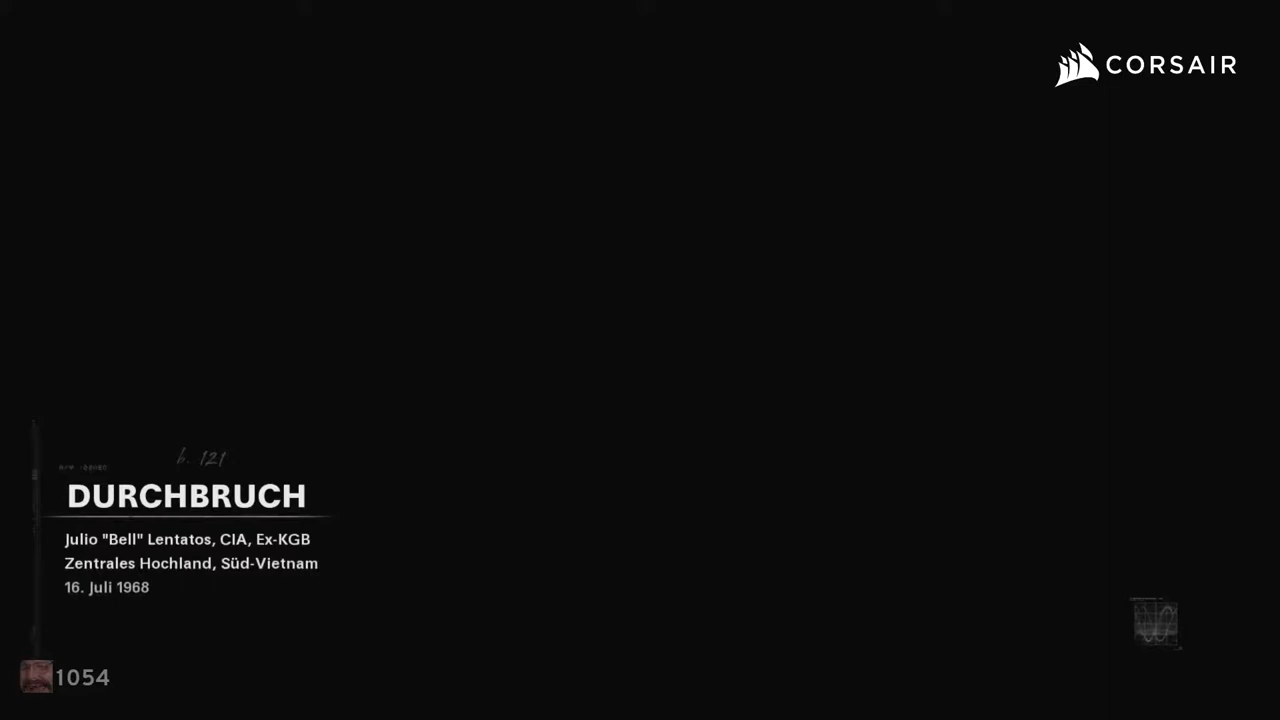 CORSAIR
h. 121
DURCHBRUCH
Julio "Bell" Lentatos, CIA, Ex-KGB
Zentrales Hochland, Süd-Vietnam
16. Juli 1968
1054